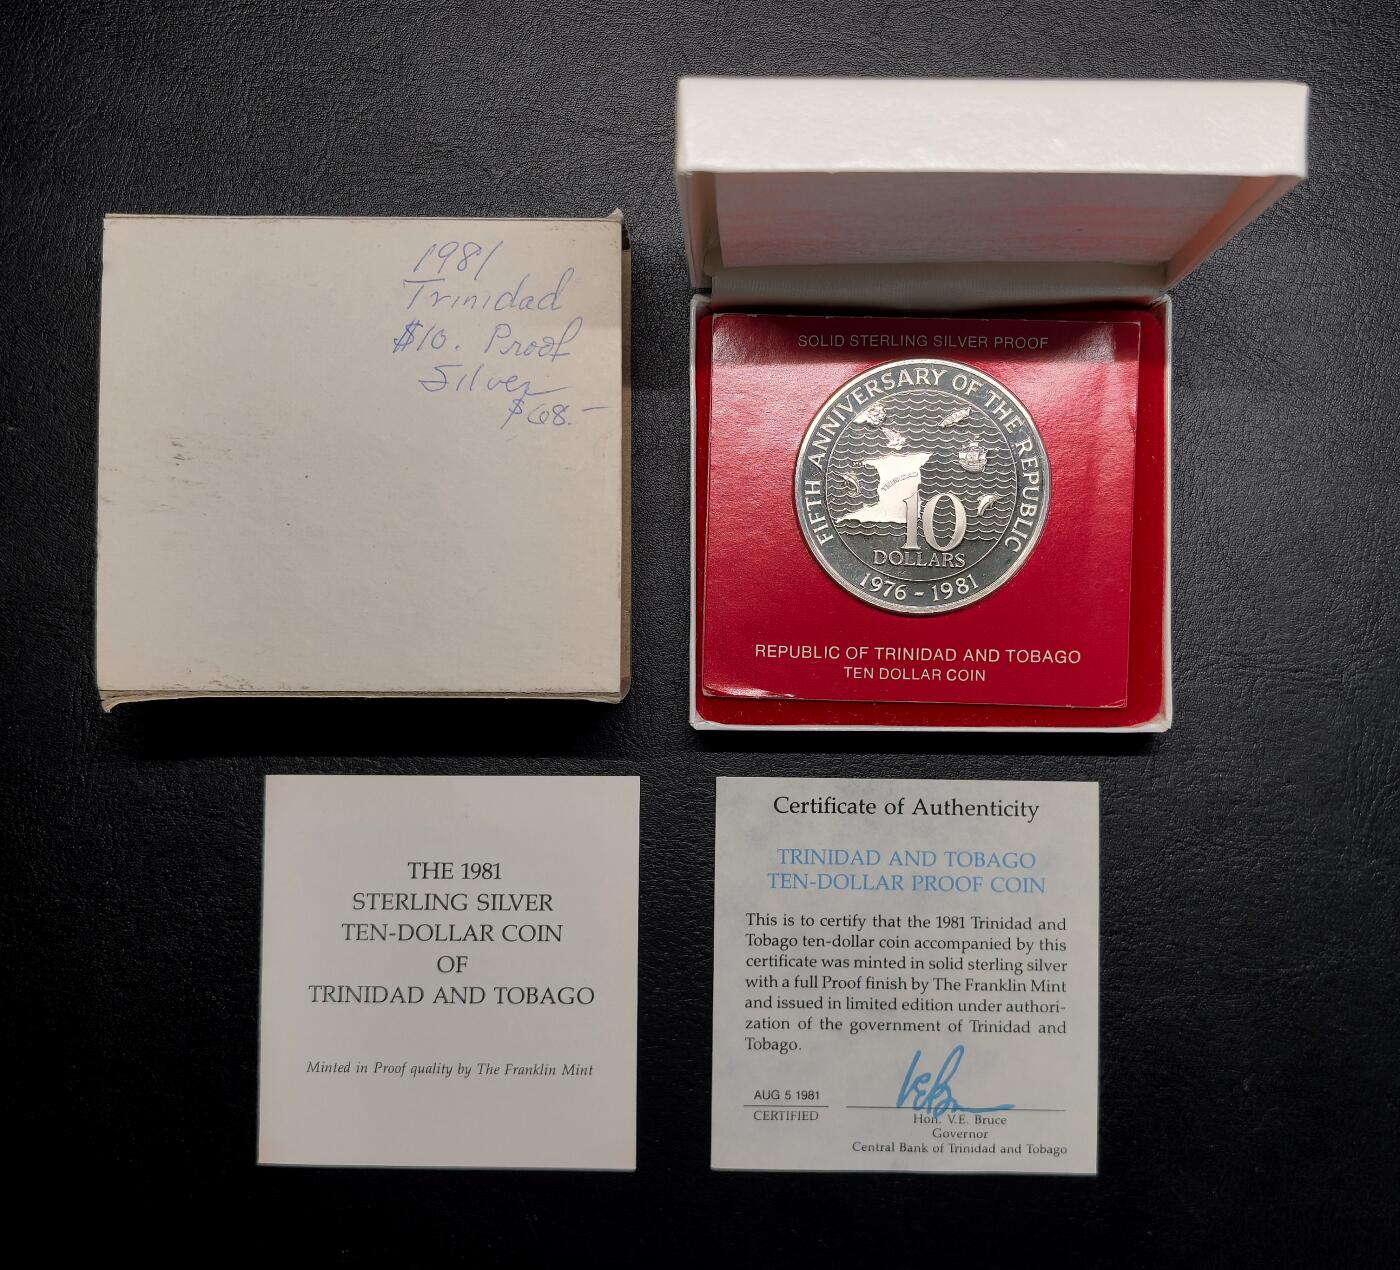 1981
Trinidad
$10. Proof
Silver
$68.-
SOLID STERLING SILVER PROOF
FIFTH ANNIVERSARY OF THE REPUBLIC
TRINIDAD
10
DOLLARS
1976 - 1981
REPUBLIC OF TRINIDAD AND TOBAGO
TEN DOLLAR COIN
THE 1981
STERLING SILVER
TEN-DOLLAR COIN
OF
TRINIDAD AND TOBAGO
Minted in Proof quality by The Franklin Mint
Certificate of Authenticity
TRINIDAD AND TOBAGO
TEN-DOLLAR PROOF COIN
This is to certify that the 1981 Trinidad and
Tobago ten-dollar coin accompanied by this
certificate was minted in solid sterling silver
with a full Proof finish by The Franklin Mint
and issued in limited edition under authori-
zation of the government of Trinidad and
Tobago.
AUG 5 1981
CERTIFIED
Hon. V.E. Bruce
Governor
Central Bank of Trinidad and Tobago